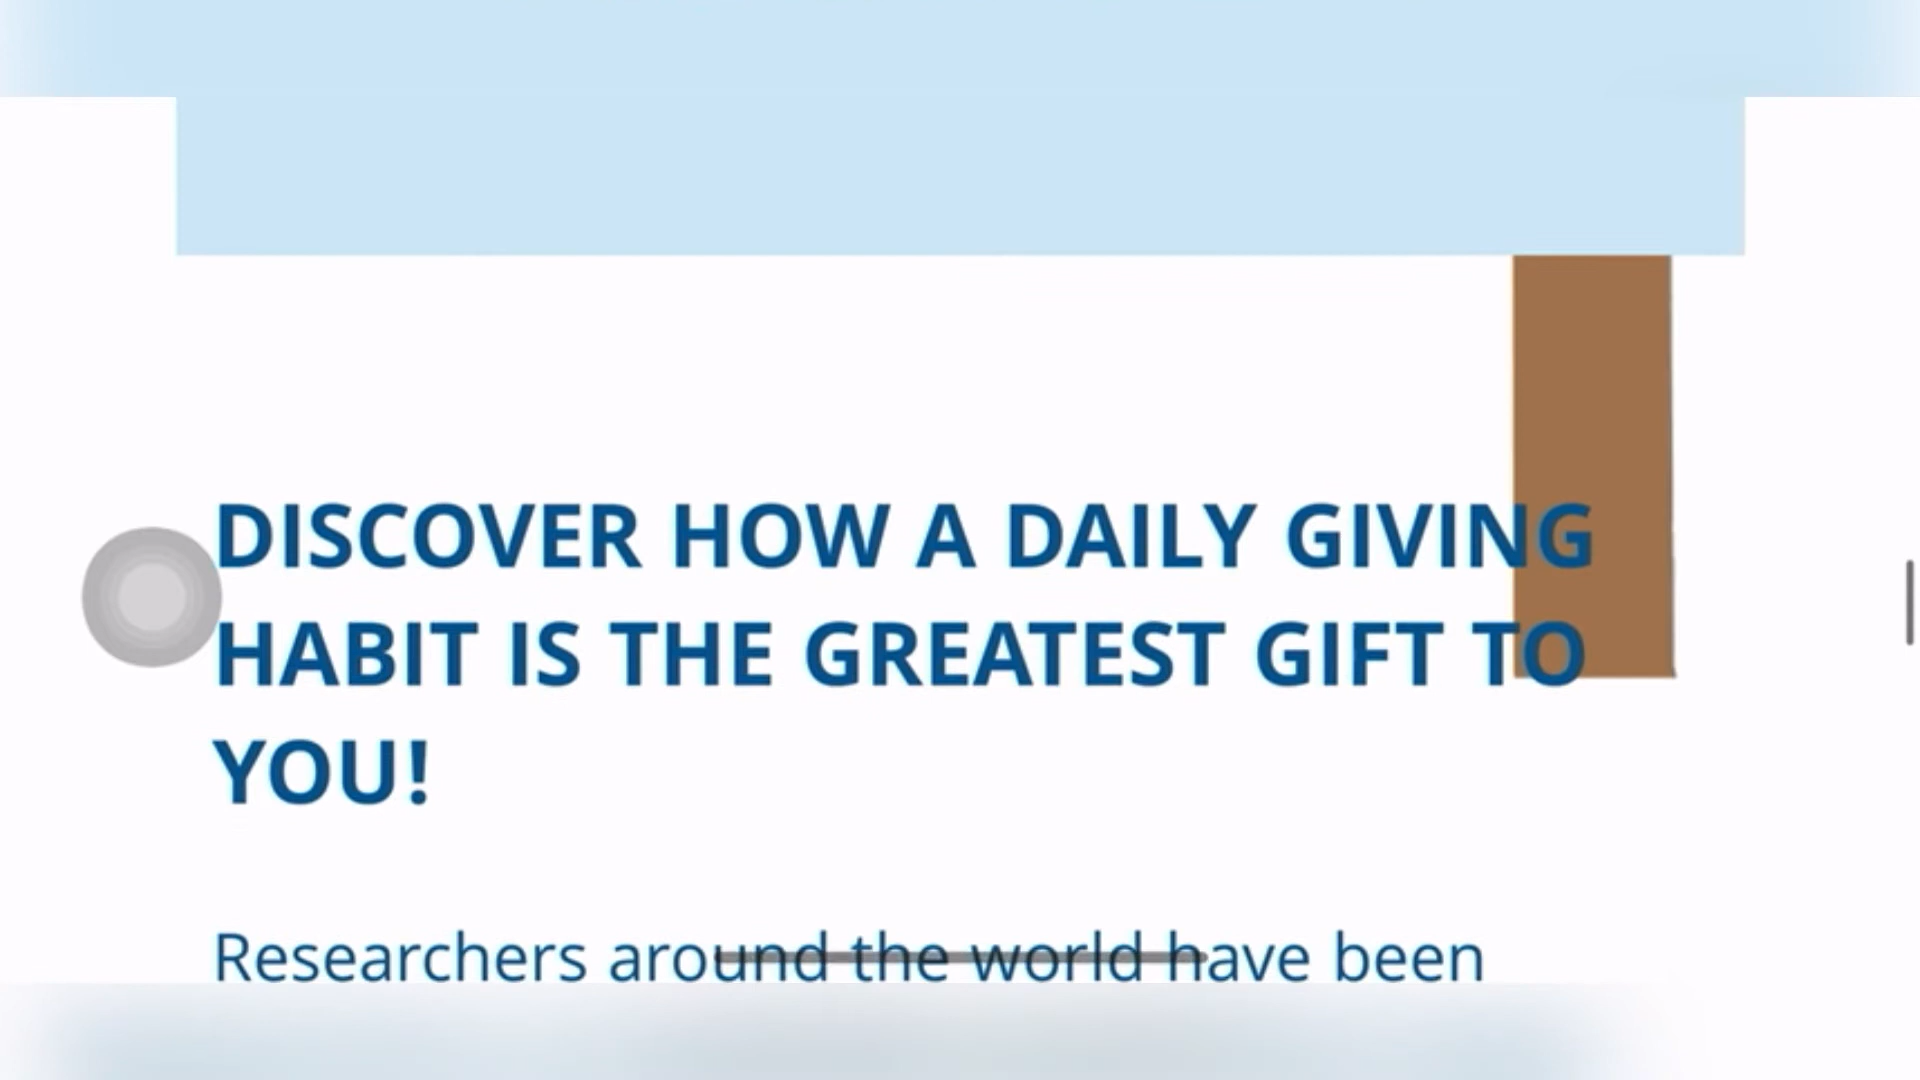 DISCOVER HOW A DAILY GIVING
HABIT IS THE GREATEST GIFT TO
YOU!
Researchers around the world have been